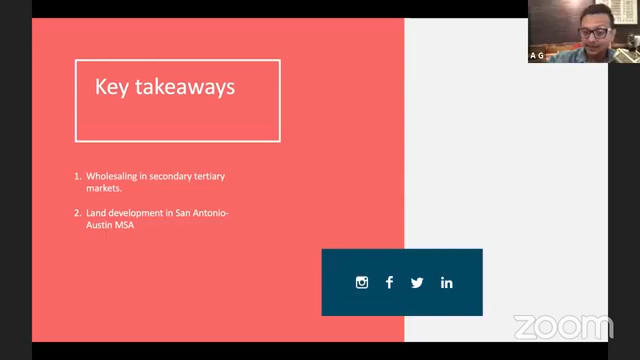 Key takeaways
1. Wholesaling in secondary tertiary
markets.
2. Land development in San Antonio-
Austin MSA
A G
zoom